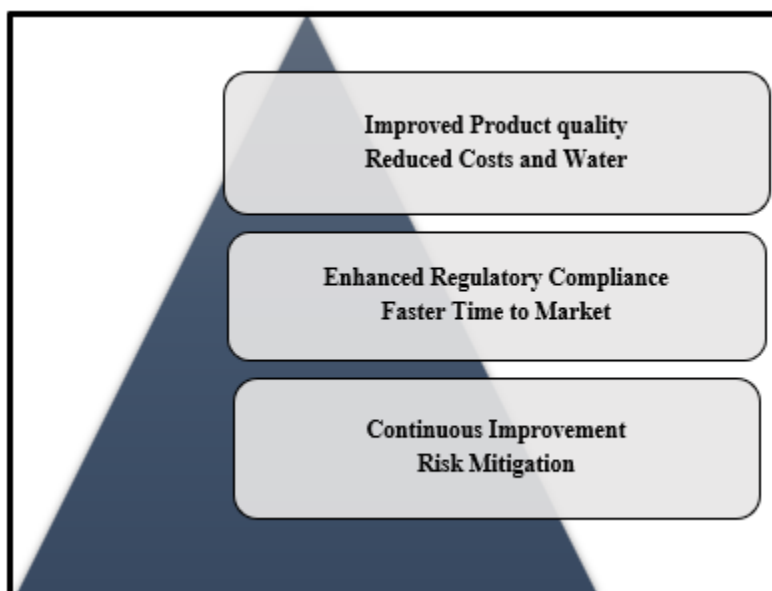 Improved Product quality
Reduced Costs and Water
Enhanced Regulatory Compliance
Faster Time to Market
Continuous Improvement
Risk Mitigation